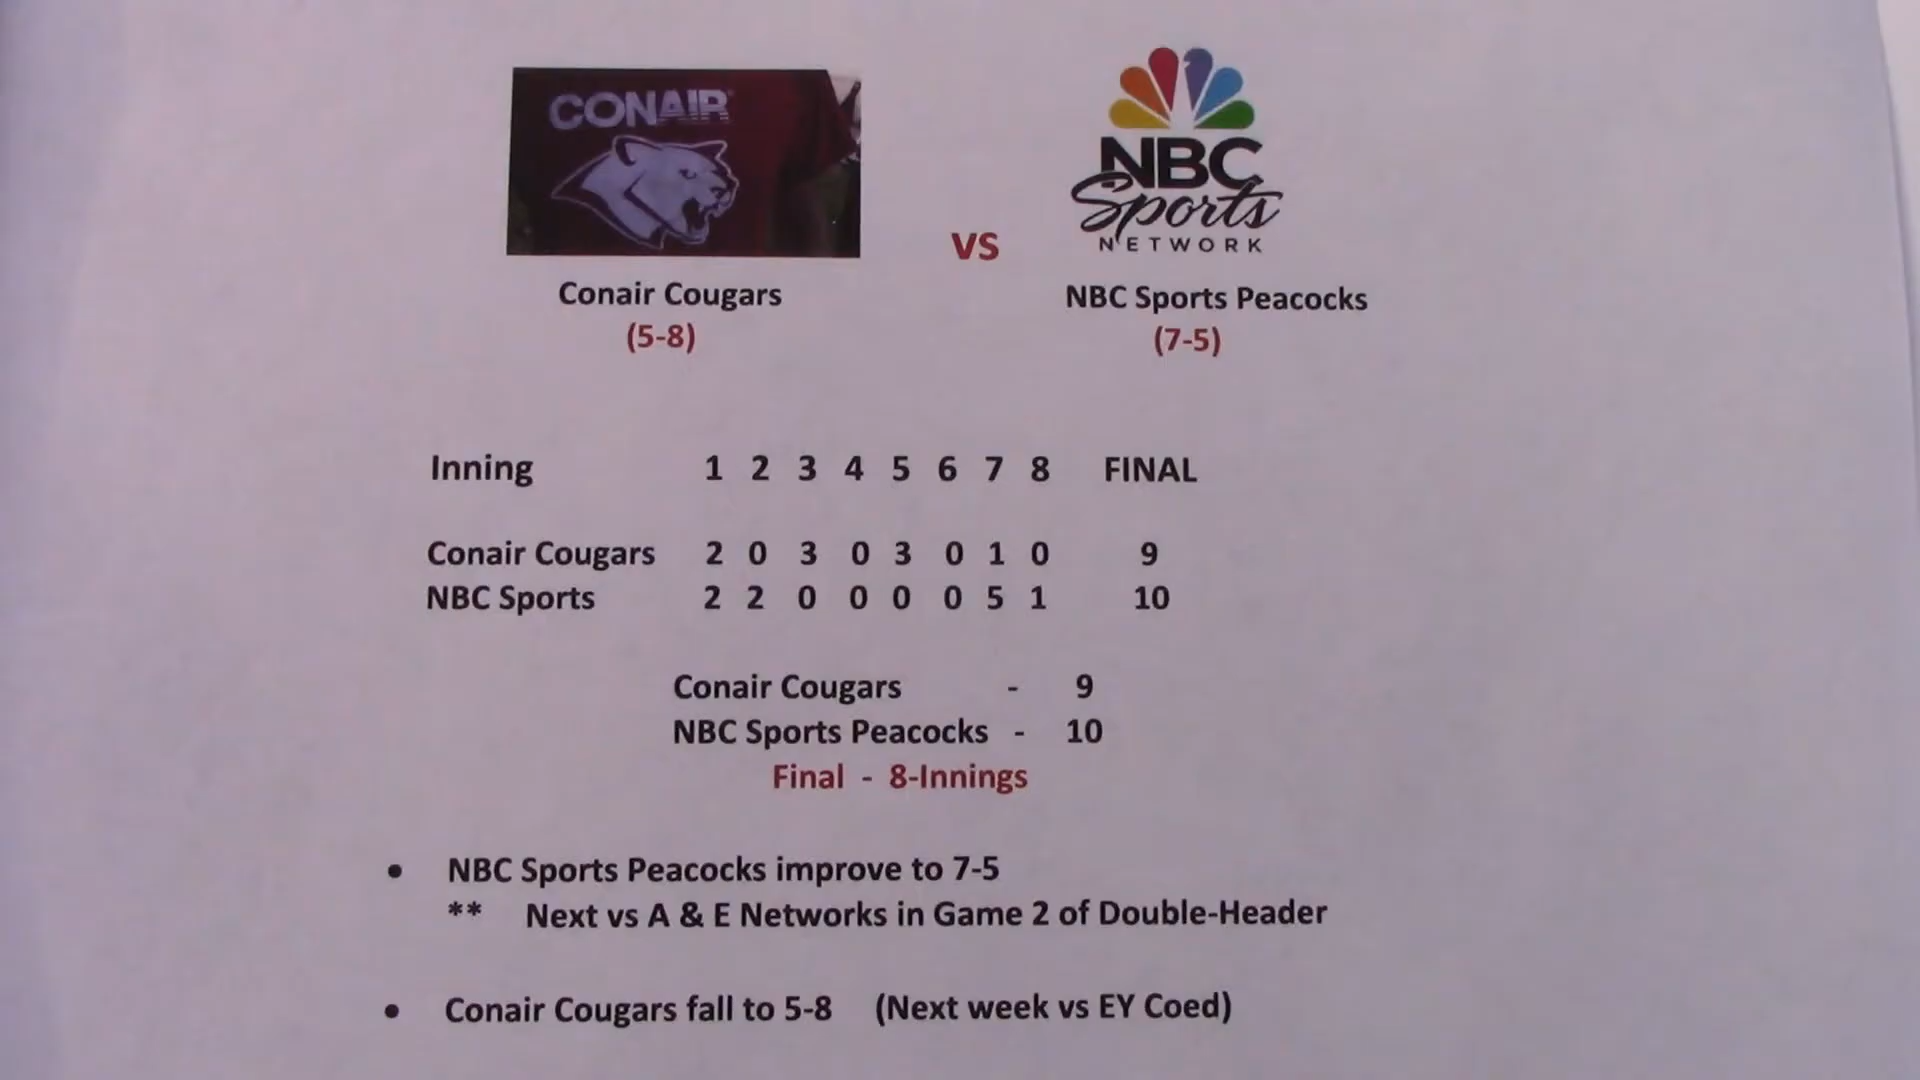 CONAIR
NBC
Sports
NETWORK
VS
Conair Cougars
(5-8)
NBC Sports Peacocks
(7-5)
Inning 1 2 3 4 5 6 7 8 FINAL
Conair Cougars 2 0 3 0 3 0 1 0 9
NBC Sports 2 2 0 0 0 0 5 1 10
Conair Cougars - 9
NBC Sports Peacocks - 10
Final - 8-Innings
• NBC Sports Peacocks improve to 7-5
** Next vs A & E Networks in Game 2 of Double-Header
• Conair Cougars fall to 5-8 (Next week vs EY Coed)